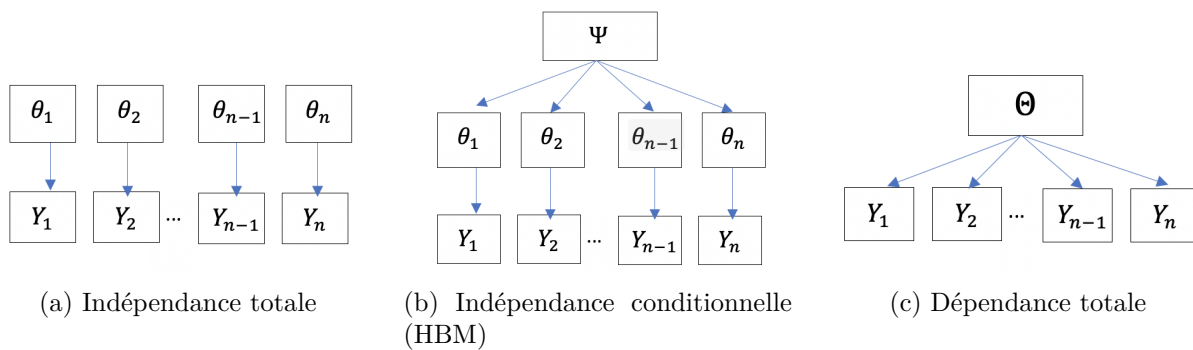 Ψ
Θ
θ₁ θ₂ θₙ₋₁ θₙ
θ₁ θ₂ θₙ₋₁ θₙ
Y₁ Y₂ ... Yₙ₋₁ Yₙ
Y₁ Y₂ ... Yₙ₋₁ Yₙ
Y₁ Y₂ ... Yₙ₋₁ Yₙ
(a) Indépendance totale
(b) Indépendance conditionnelle
(HBM)
(c) Dépendance totale